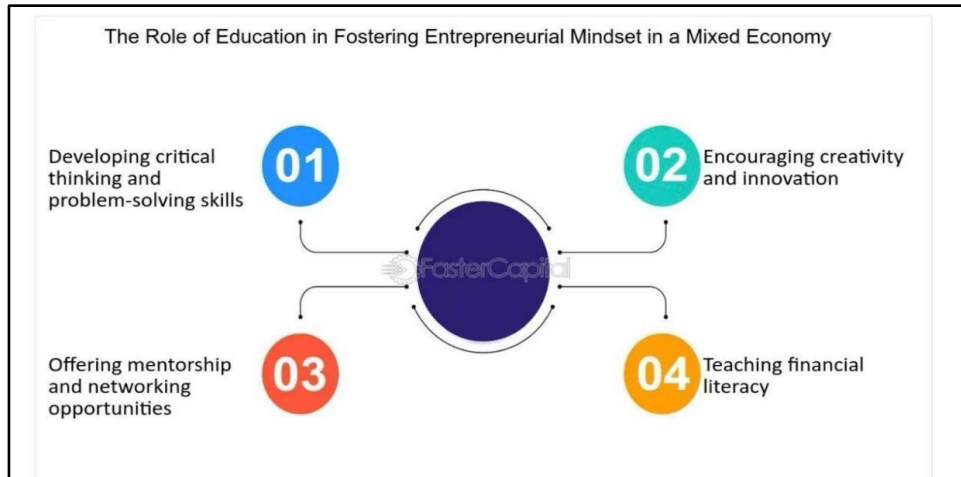 The Role of Education in Fostering Entrepreneurial Mindset in a Mixed Economy
01
Developing critical
thinking and
problem-solving skills
02
Encouraging creativity
and innovation
FasterCapital
03
Offering mentorship
and networking
opportunities
04
Teaching financial
literacy